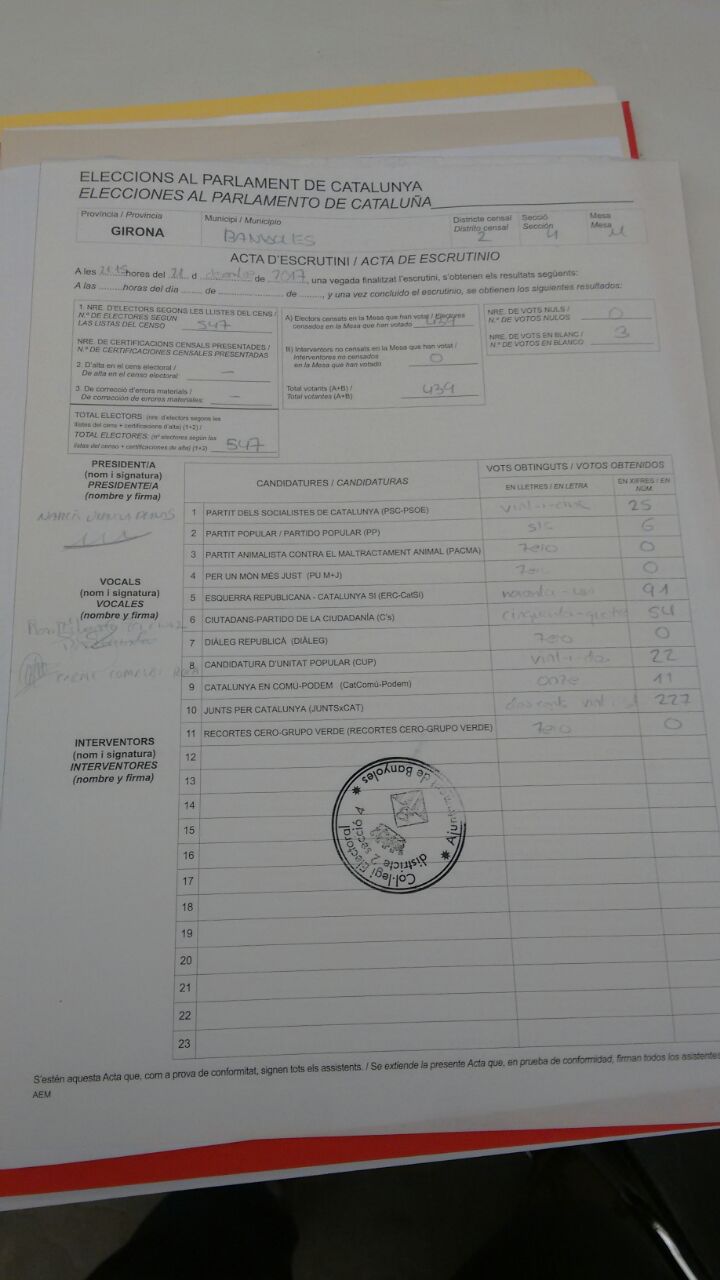 ELECCIONS AL PARLAMENT DE CATALUNYA
ELECCIONES AL PARLAMENTO DE CATALUÑA
Província / Provincia
GIRONA
Municipi / Municipio
BANYOLES
Districte censal
Distrito censal
2
Secció
Sección
4
Mesa
Mesa
U
ACTA D'ESCRUTINI / ACTA DE ESCRUTINIO
A les 21:15 hores del 21 d desembre de 2017, una vegada finalitzat l'escrutini, s'obtenen els resultats següents:
A las .........horas del día ....... de ........................ de ........, y una vez concluido el escrutinio, se obtienen los siguientes resultados:
1. NRE. D'ELECTORS SEGONS LES LLISTES DEL CENS /
N.º DE ELECTORES SEGÚN
LAS LISTAS DEL CENSO 547
NRE. DE CERTIFICACIONS CENSALS PRESENTADES /
N.º DE CERTIFICACIONES CENSALES PRESENTADAS
2. D'alta en el cens electoral /
De alta en el censo electoral: —
3. De correcció d'errors materials /
De corrección de errores materiales: —
TOTAL ELECTORS: (nre. d'electors segons les
llistes del cens + certificacions d'alta) (1+2) /
TOTAL ELECTORES: (nº electores según las
listas del censo + certificaciones de alta) (1+2) 547
A) Electors censats en la Mesa que han votat / Electores
censados en la Mesa que han votado 439
B) Interventors no censats en la Mesa que han votat /
Interventores no censados
en la Mesa que han votado 0
Total votants (A+B) /
Total votantes (A+B) 439
NRE. DE VOTS NULS /
N.º DE VOTOS NULOS 0
NRE. DE VOTS EN BLANC /
N.º DE VOTOS EN BLANCO 3
PRESIDENT/A
(nom i signatura)
PRESIDENTE/A
(nombre y firma)
VOCALS
(nom i signatura)
VOCALES
(nombre y firma)
INTERVENTORS
(nom i signatura)
INTERVENTORES
(nombre y firma)
CANDIDATURES / CANDIDATURAS
VOTS OBTINGUTS / VOTOS OBTENIDOS
EN LLETRES / EN LETRA
EN XIFRES / EN NÚM.
1 PARTIT DELS SOCIALISTES DE CATALUNYA (PSC-PSOE) vint-i-cinc 25
2 PARTIT POPULAR / PARTIDO POPULAR (PP) sis 6
3 PARTIT ANIMALISTA CONTRA EL MALTRACTAMENT ANIMAL (PACMA) zero 0
4 PER UN MÓN MÉS JUST (PU M+J) zero 0
5 ESQUERRA REPUBLICANA - CATALUNYA SI (ERC-CatSí) noranta-un 91
6 CIUTADANS-PARTIDO DE LA CIUDADANÍA (C's) cinquanta-quatre 54
7 DIÀLEG REPUBLICÀ (DIÀLEG) zero 0
8 CANDIDATURA D'UNITAT POPULAR (CUP) vint-i-dos 22
9 CATALUNYA EN COMÚ-PODEM (CatComú-Podem) onze 11
10 JUNTS PER CATALUNYA (JUNTSxCAT) 227
11 RECORTES CERO-GRUPO VERDE (RECORTES CERO-GRUPO VERDE) zero 0
12
13
14
15
16
17
18
19
20
21
22
23
Ajuntament de Banyoles
Col.legi Electoral
districte 2 secció 4
S'estén aquesta Acta que, com a prova de conformitat, signen tots els assistents. / Se extiende la presente Acta que, en prueba de conformidad, firman todos los asistentes
AEM